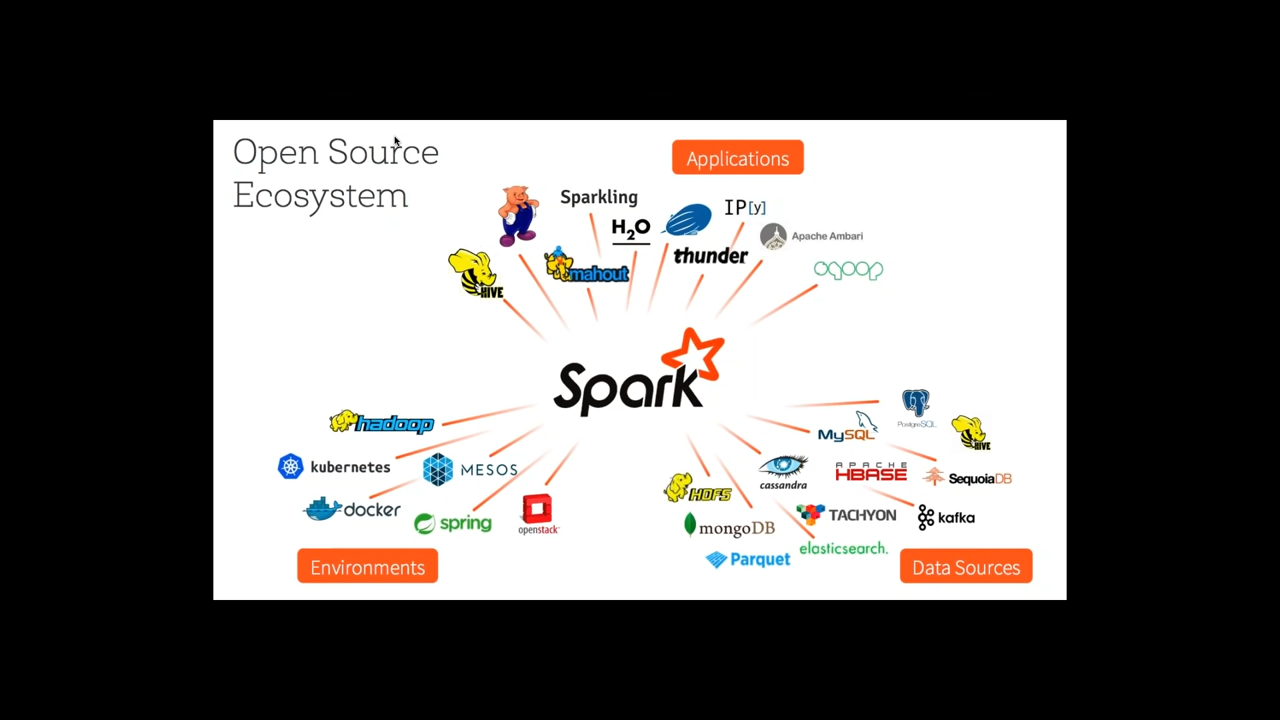 Open Source
Ecosystem
Applications
Sparkling
H2O
IP[y]
mahout
thunder
Apache Ambari
sqoop
HIVE
Spark
hadoop
kubernetes
MESOS
docker
spring
openstack
Environments
PostgreSQL
MySQL
HIVE
cassandra
APACHE
HBASE
SequoiaDB
HDFS
mongoDB
TACHYON
kafka
Parquet
elasticsearch.
Data Sources